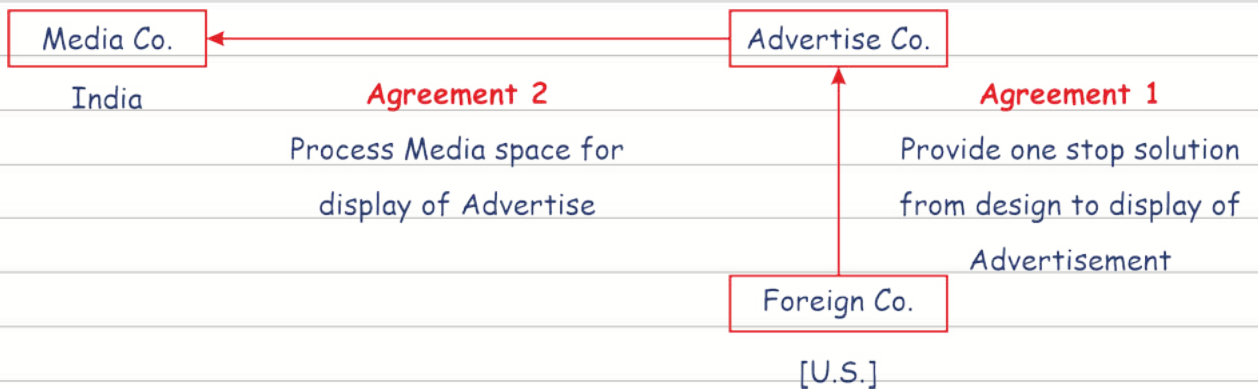 Media Co.
Advertise Co.
India
Agreement 2
Agreement 1
Process Media space for
Provide one stop solution
display of Advertise
from design to display of
Advertisement
Foreign Co.
[U.S.]